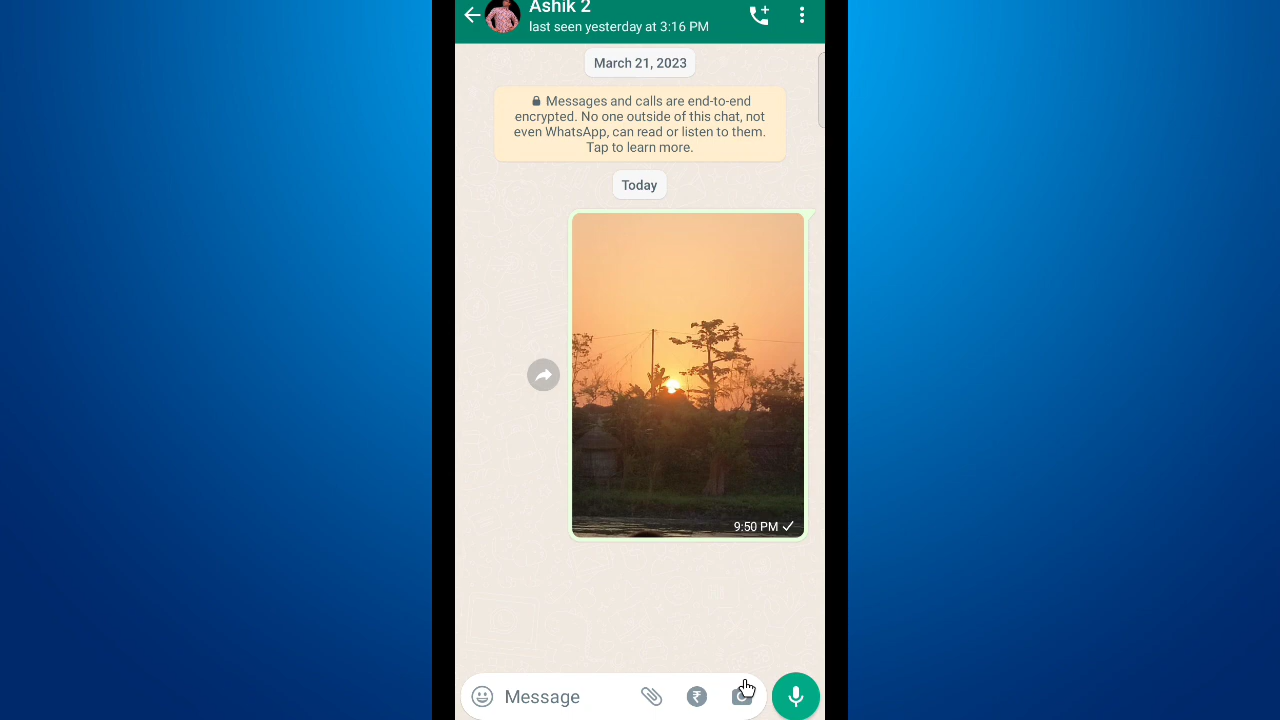 Ashik 2
last seen yesterday at 3:16 PM
March 21, 2023
Messages and calls are end-to-end
encrypted. No one outside of this chat, not
even WhatsApp, can read or listen to them.
Tap to learn more.
Today
9:50 PM
Message